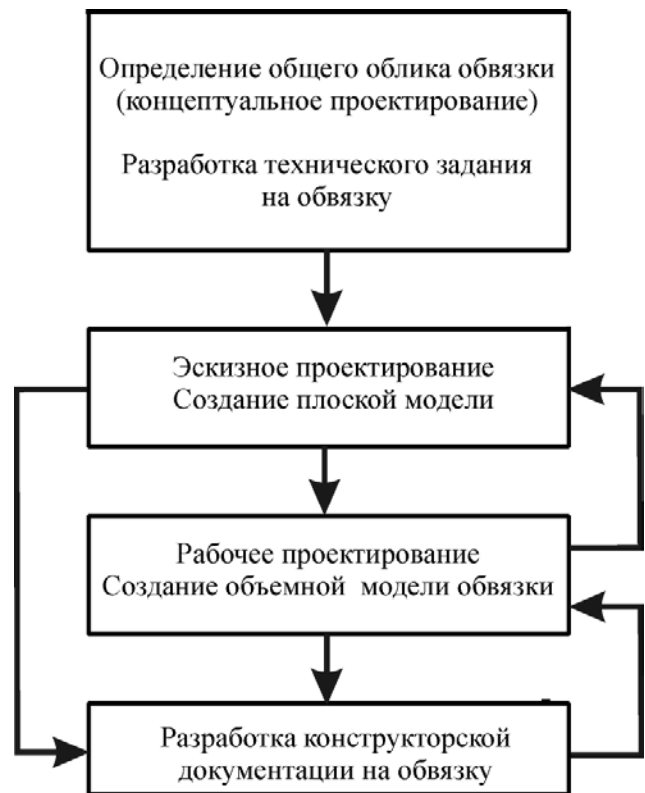 Определение общего облика обвязки
(концептуальное проектирование)
Разработка технического задания
на обвязку
Эскизное проектирование
Создание плоской модели
Рабочее проектирование
Создание объемной модели обвязки
Разработка конструкторской
документации на обвязку